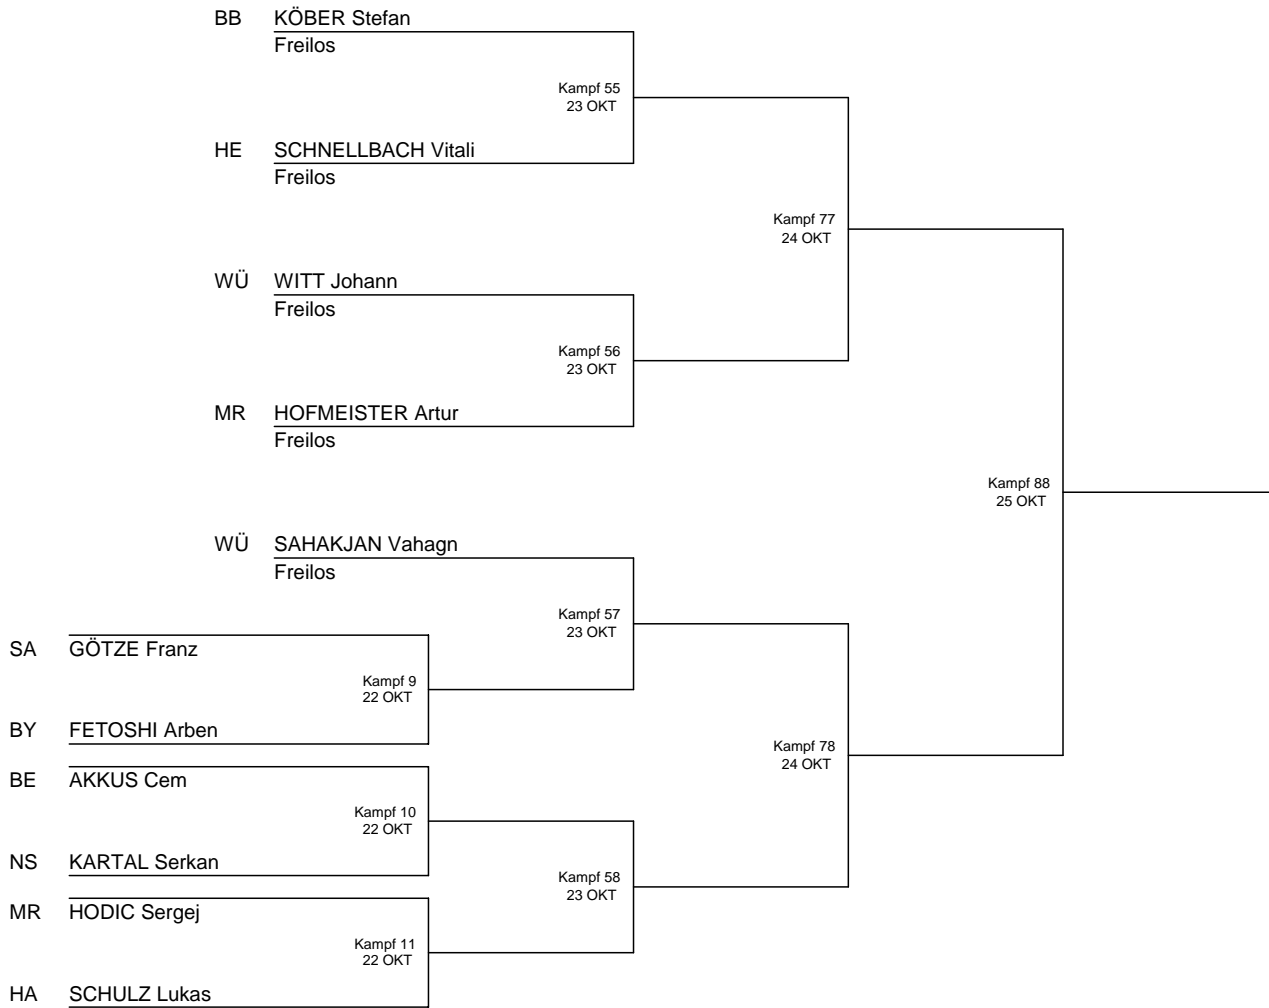 BB KÖBER Stefan
Freilos
Kampf 55
23 OKT
HE SCHNELLBACH Vitali
Freilos
Kampf 77
24 OKT
WÜ WITT Johann
Freilos
Kampf 56
23 OKT
MR HOFMEISTER Artur
Freilos
Kampf 88
25 OKT
WÜ SAHAKJAN Vahagn
Freilos
Kampf 57
23 OKT
SA GÖTZE Franz
Kampf 9
22 OKT
BY FETOSHI Arben
Kampf 78
24 OKT
BE AKKUS Cem
Kampf 10
22 OKT
NS KARTAL Serkan
Kampf 58
23 OKT
MR HODIC Sergej
Kampf 11
22 OKT
HA SCHULZ Lukas